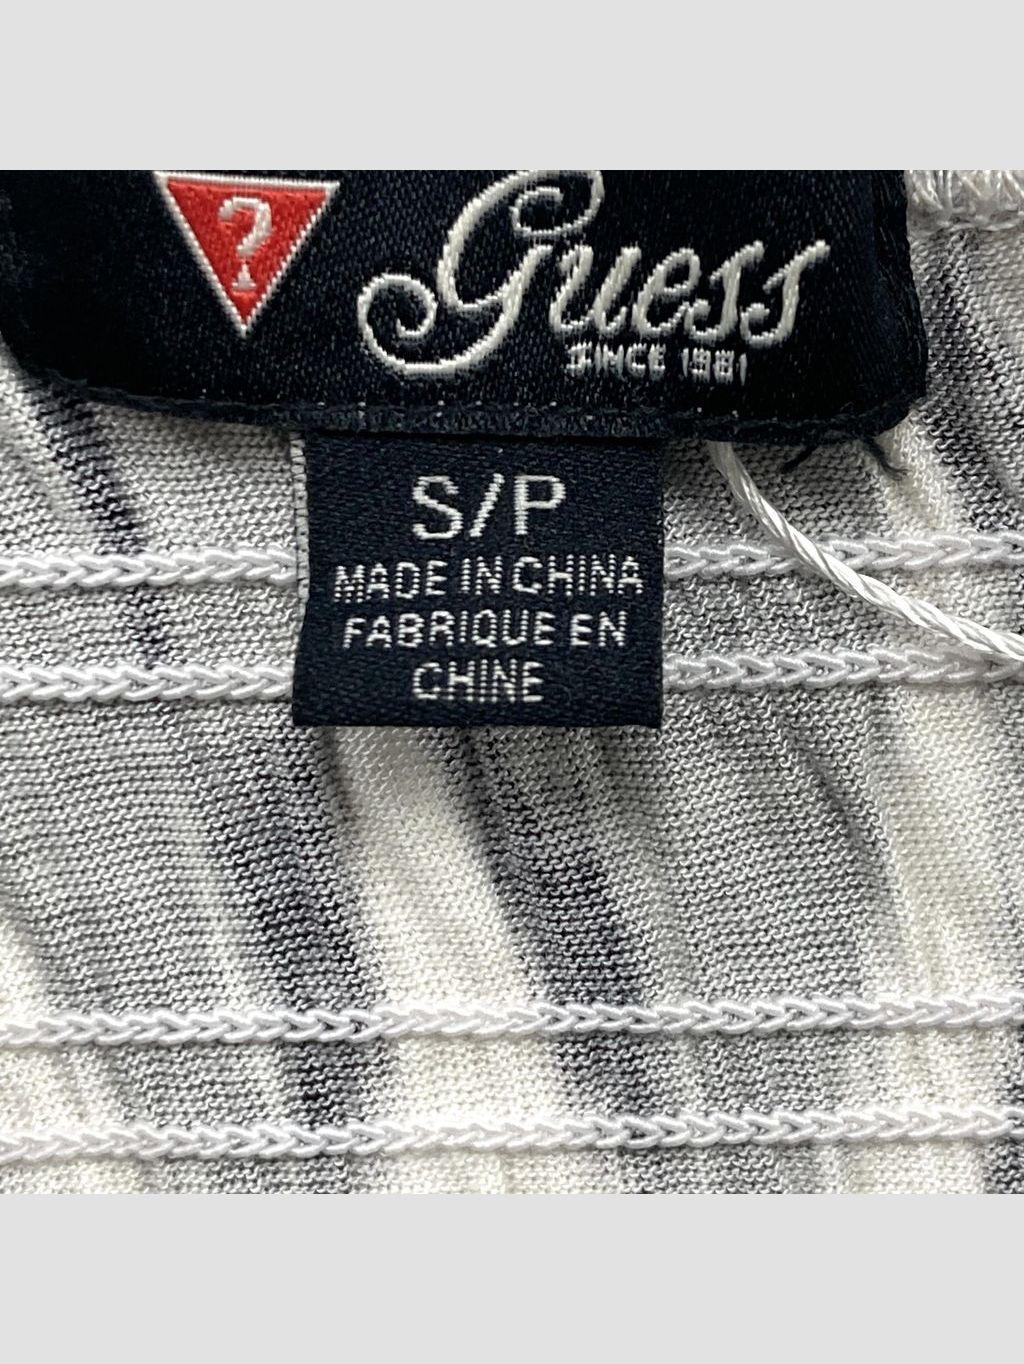 ?
Guess
SINCE 1981
S/P
MADE IN CHINA
FABRIQUE EN
CHINE